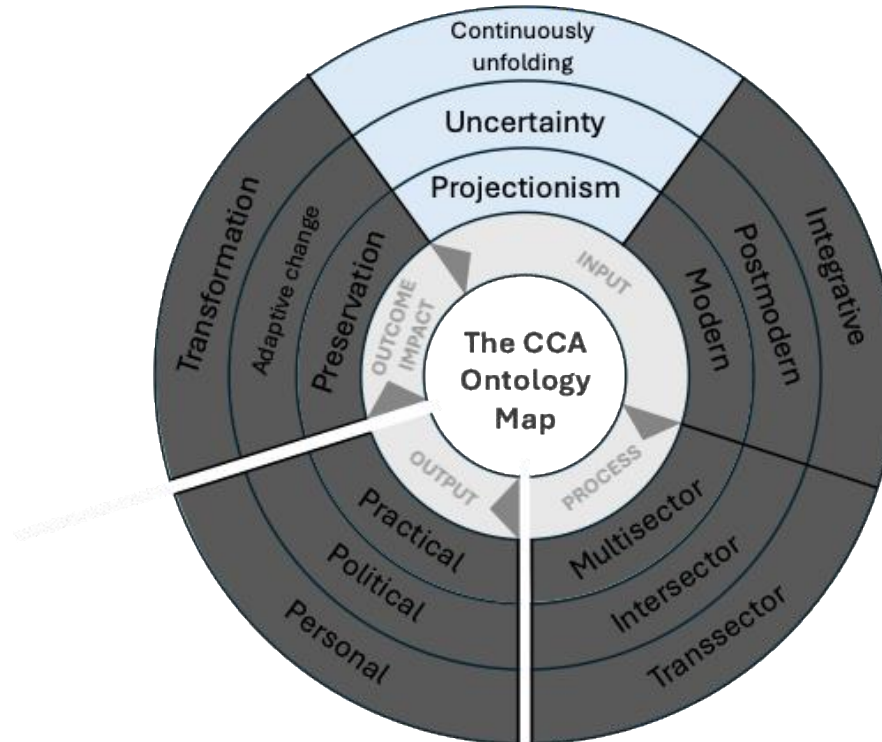 Continuously
unfolding
Uncertainty
Projectionism
INPUT
Modern
Postmodern
Integrative
PROCESS
Multisector
Intersector
Transsector
OUTPUT
Practical
Political
Personal
OUTCOME
IMPACT
Preservation
Adaptive change
Transformation
The CCA
Ontology
Map